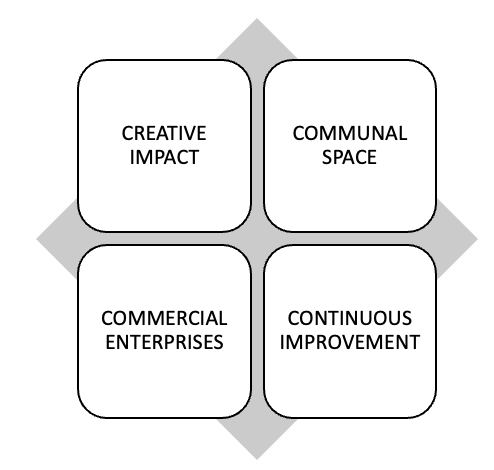 CREATIVE
IMPACT
COMMUNAL
SPACE
COMMERCIAL
ENTERPRISES
CONTINUOUS
IMPROVEMENT